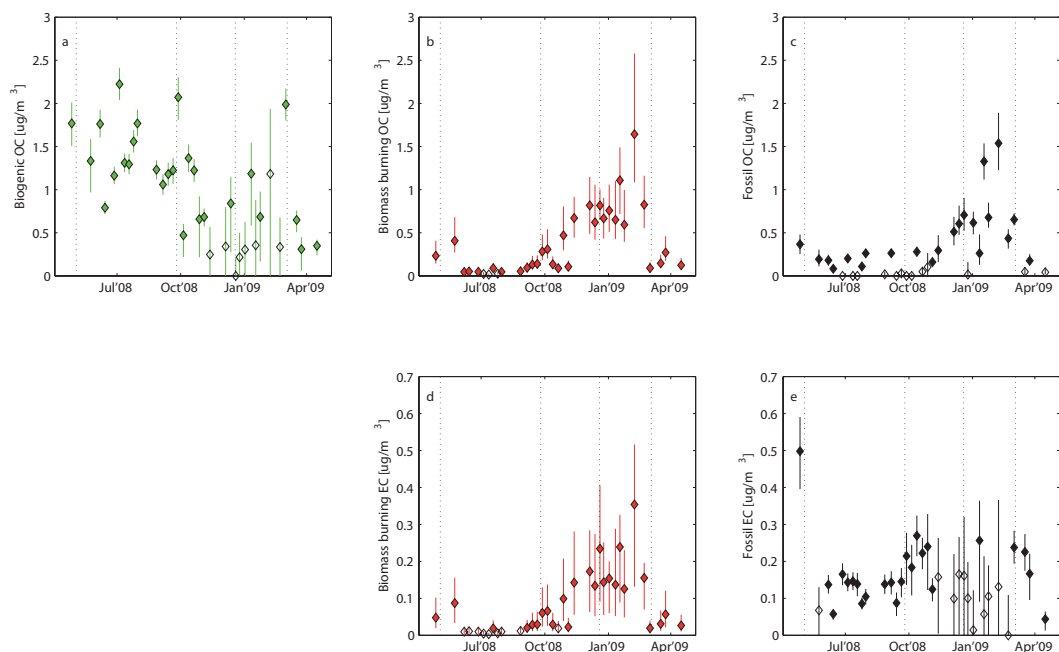 a
Biogenic OC [ug/m 3]
3
2.5
2
1.5
1
0.5
0
Jul'08 Oct'08 Jan'09 Apr'09
b
Biomass burning OC [ug/m 3]
3
2.5
2
1.5
1
0.5
0
Jul'08 Oct'08 Jan'09 Apr'09
c
Fossil OC [ug/m 3]
3
2.5
2
1.5
1
0.5
0
Jul'08 Oct'08 Jan'09 Apr'09
d
Biomass burning EC [ug/m 3]
0.7
0.6
0.5
0.4
0.3
0.2
0.1
0
Jul'08 Oct'08 Jan'09 Apr'09
e
Fossil EC [ug/m 3]
0.7
0.6
0.5
0.4
0.3
0.2
0.1
0
Jul'08 Oct'08 Jan'09 Apr'09